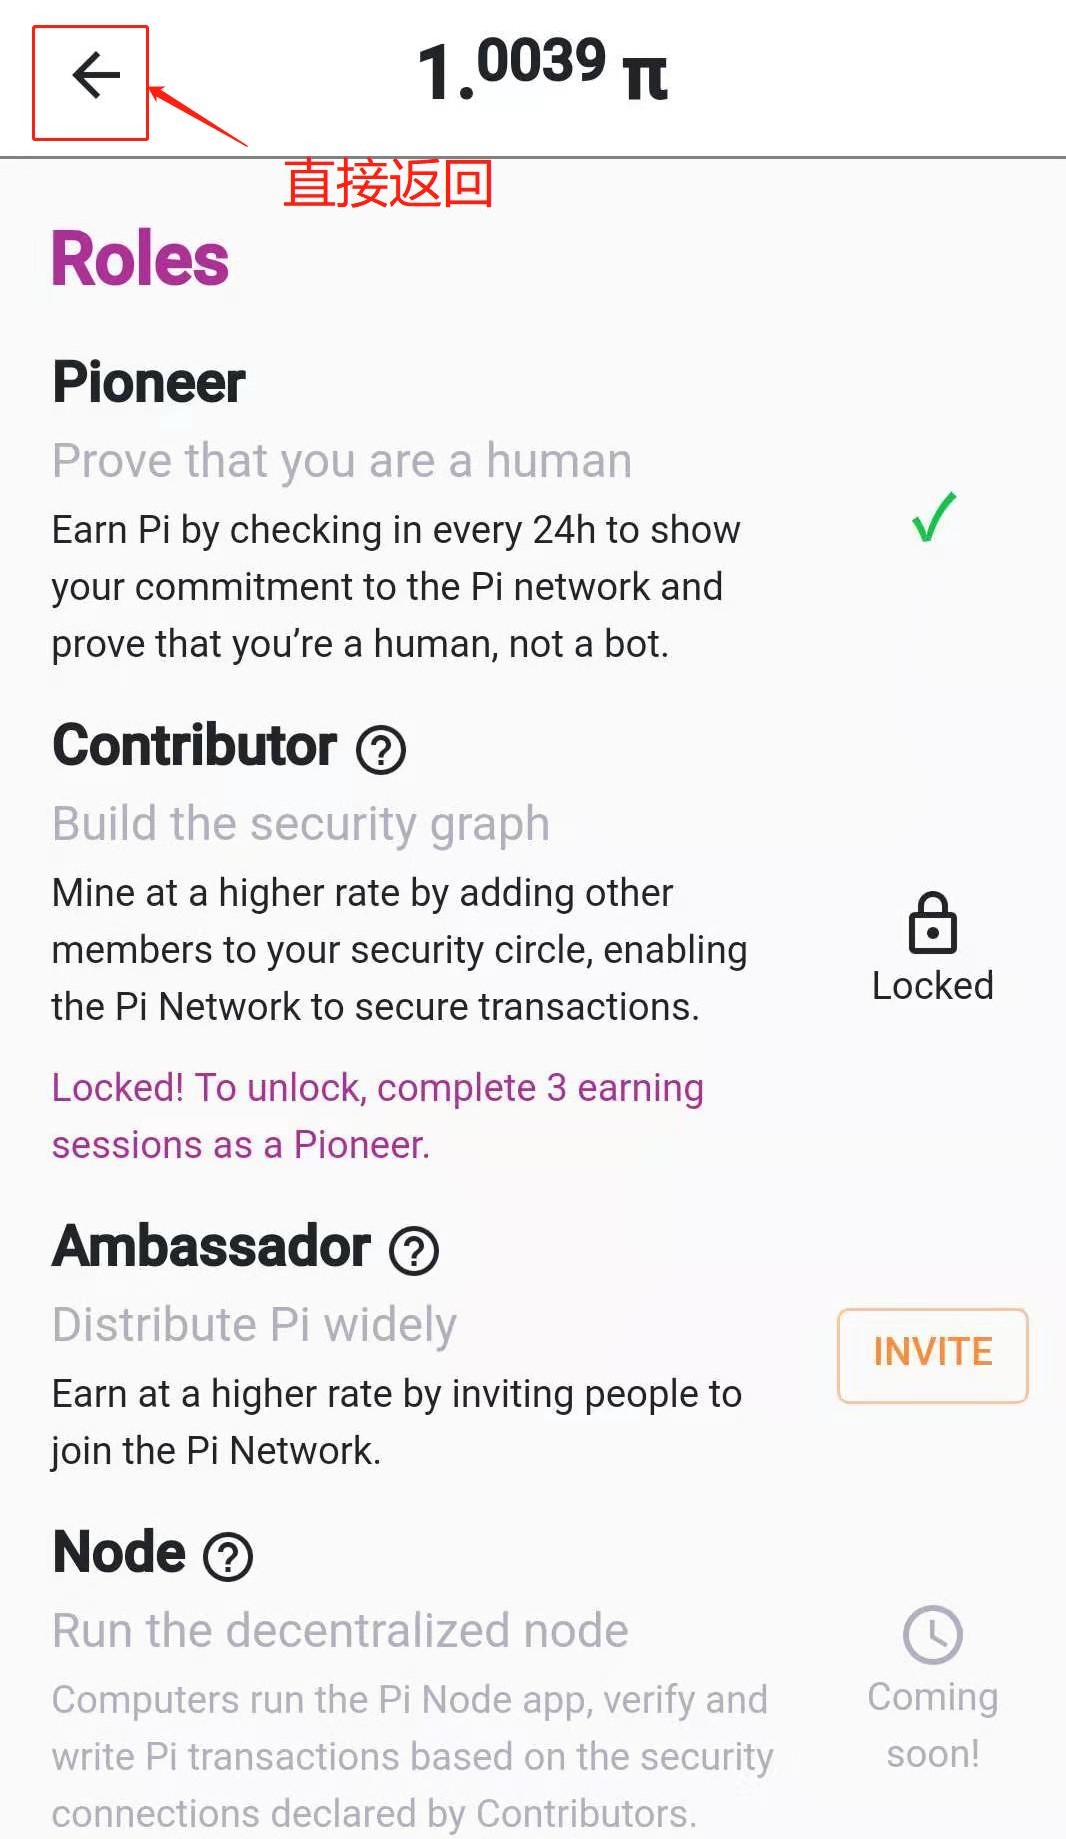 1.0039 π
直接返回
Roles
Pioneer
Prove that you are a human
Earn Pi by checking in every 24h to show
your commitment to the Pi network and
prove that you’re a human, not a bot.
Contributor ?
Build the security graph
Mine at a higher rate by adding other
members to your security circle, enabling
the Pi Network to secure transactions.
Locked
Locked! To unlock, complete 3 earning
sessions as a Pioneer.
Ambassador ?
Distribute Pi widely
INVITE
Earn at a higher rate by inviting people to
join the Pi Network.
Node ?
Run the decentralized node
Computers run the Pi Node app, verify and
write Pi transactions based on the security
connections declared by Contributors.
Coming
soon!